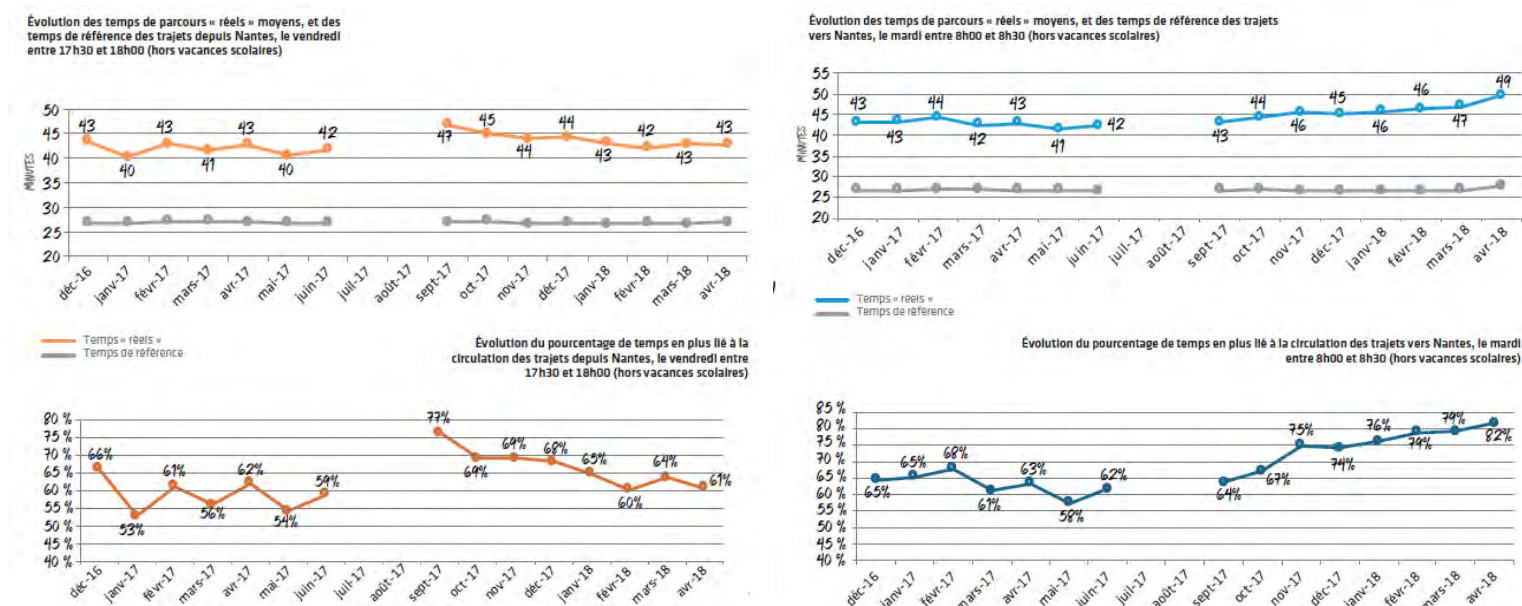 Évolution des temps de parcours « réels » moyens, et des
temps de référence des trajets depuis Nantes, le vendredi
entre 17h30 et 18h00 (hors vacances scolaires)
MINUTES
50
45
40
35
30
25
20
43
40
43
41
43
40
42
47
45
44
44
43
42
43
43
déc-16
janv-17
févr-17
mars-17
avr-17
mai-17
juin-17
juil-17
août-17
sept-17
oct-17
nov-17
déc-17
janv-18
févr-18
mars-18
avr-18
Temps « réels »
Temps de référence
Évolution des temps de parcours « réels » moyens, et des temps de référence des trajets
vers Nantes, le mardi entre 8h00 et 8h30 (hors vacances scolaires)
MINUTES
55
50
45
40
35
30
25
20
43
43
44
42
43
41
42
43
44
46
45
46
46
47
49
déc-16
janv-17
févr-17
mars-17
avr-17
mai-17
juin-17
juil-17
août-17
sept-17
oct-17
nov-17
déc-17
janv-18
févr-18
mars-18
avr-18
Temps « réels »
Temps de référence
Évolution du pourcentage de temps en plus lié à la
circulation des trajets depuis Nantes, le vendredi entre
17h30 et 18h00 (hors vacances scolaires)
80 %
75 %
70 %
65 %
60 %
55 %
50 %
45 %
40 %
66%
53%
61%
56%
62%
54%
59%
77%
69%
69%
68%
65%
60%
64%
61%
déc-16
janv-17
févr-17
mars-17
avr-17
mai-17
juin-17
juil-17
août-17
sept-17
oct-17
nov-17
déc-17
janv-18
févr-18
mars-18
avr-18
Évolution du pourcentage de temps en plus lié à la circulation des trajets vers Nantes, le mardi
entre 8h00 et 8h30 (hors vacances scolaires)
85 %
80 %
75 %
70 %
65 %
60 %
55 %
50 %
45 %
40 %
65%
65%
68%
61%
63%
58%
62%
64%
67%
75%
74%
76%
79%
79%
82%
déc-16
janv-17
févr-17
mars-17
avr-17
mai-17
juin-17
juil-17
août-17
sept-17
oct-17
nov-17
déc-17
janv-18
févr-18
mars-18
avr-18